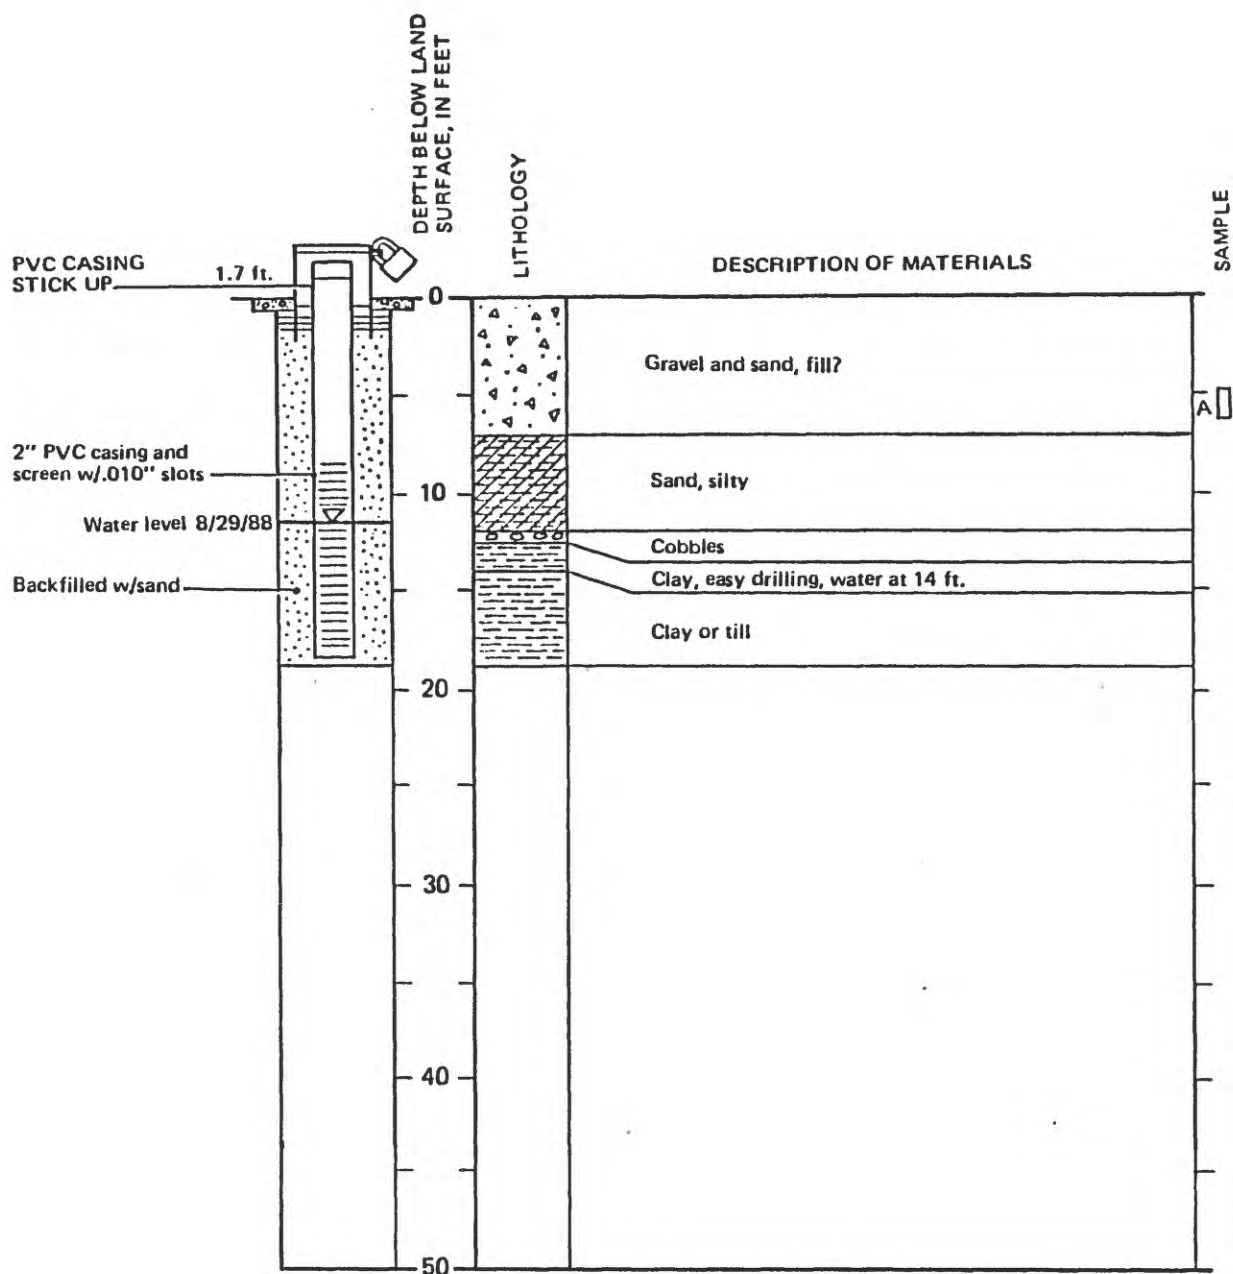 DEPTH BELOW LAND
SURFACE, IN FEET
LITHOLOGY
DESCRIPTION OF MATERIALS
SAMPLE
PVC CASING
STICK UP
1.7 ft.
0
Gravel and sand, fill?
A
2" PVC casing and
screen w/.010" slots
10
Sand, silty
Water level 8/29/88
Cobbles
Backfilled w/sand
Clay, easy drilling, water at 14 ft.
Clay or till
20
30
40
50